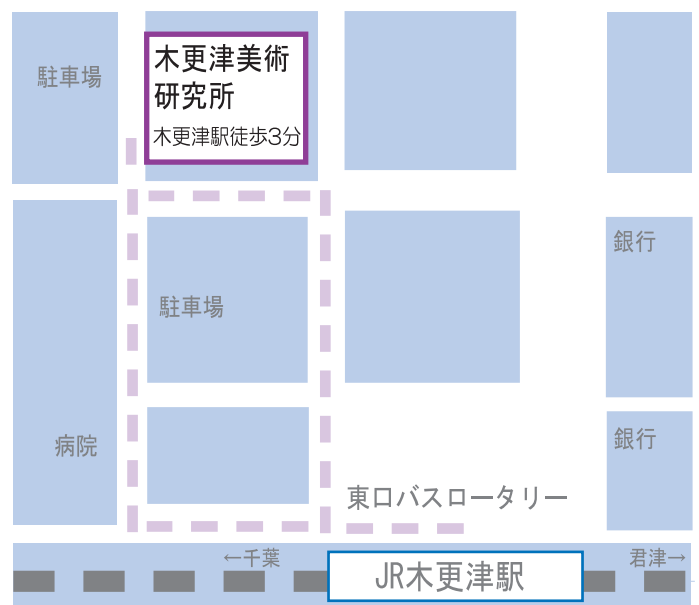 駐車場
木更津美術
研究所
木更津駅徒歩3分
銀行
駐車場
病院
銀行
東口バスロータリー
←千葉
君津→
JR木更津駅